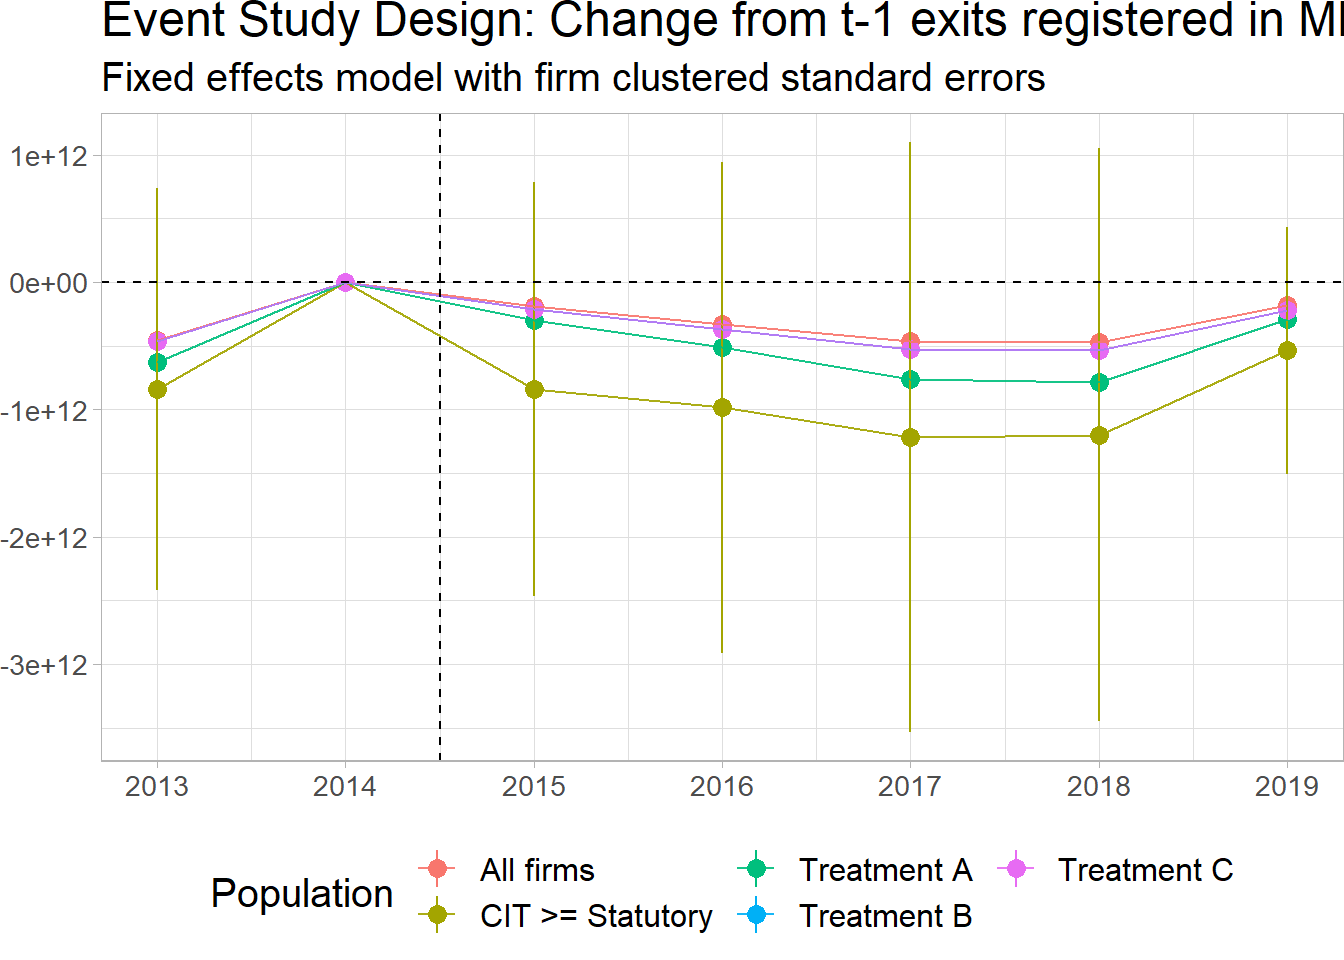 Event Study Design: Change from t-1 exits registered in
Fixed effects model with firm clustered standard errors
1e+12
0e+00
-1e+12
-2e+12
-3e+12
2013 2014 2015 2016 2017 2018 2019
Population
All firms
Treatment A
Treatment C
CIT >= Statutory
Treatment B